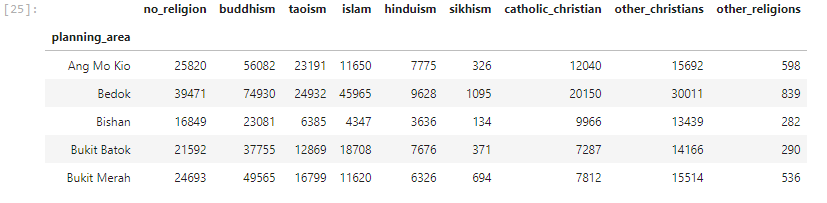 [25]: no_religion buddhism taoism islam hinduism sikhism catholic_christian other_christians other_religions
planning_area
Ang Mo Kio 25820 56082 23191 11650 7775 326 12040 15692 598
Bedok 39471 74930 24932 45965 9628 1095 20150 30011 839
Bishan 16849 23081 6385 4347 3636 134 9966 13439 282
Bukit Batok 21592 37755 12869 18708 7676 371 7287 14166 290
Bukit Merah 24693 49565 16799 11620 6326 694 7812 15514 536